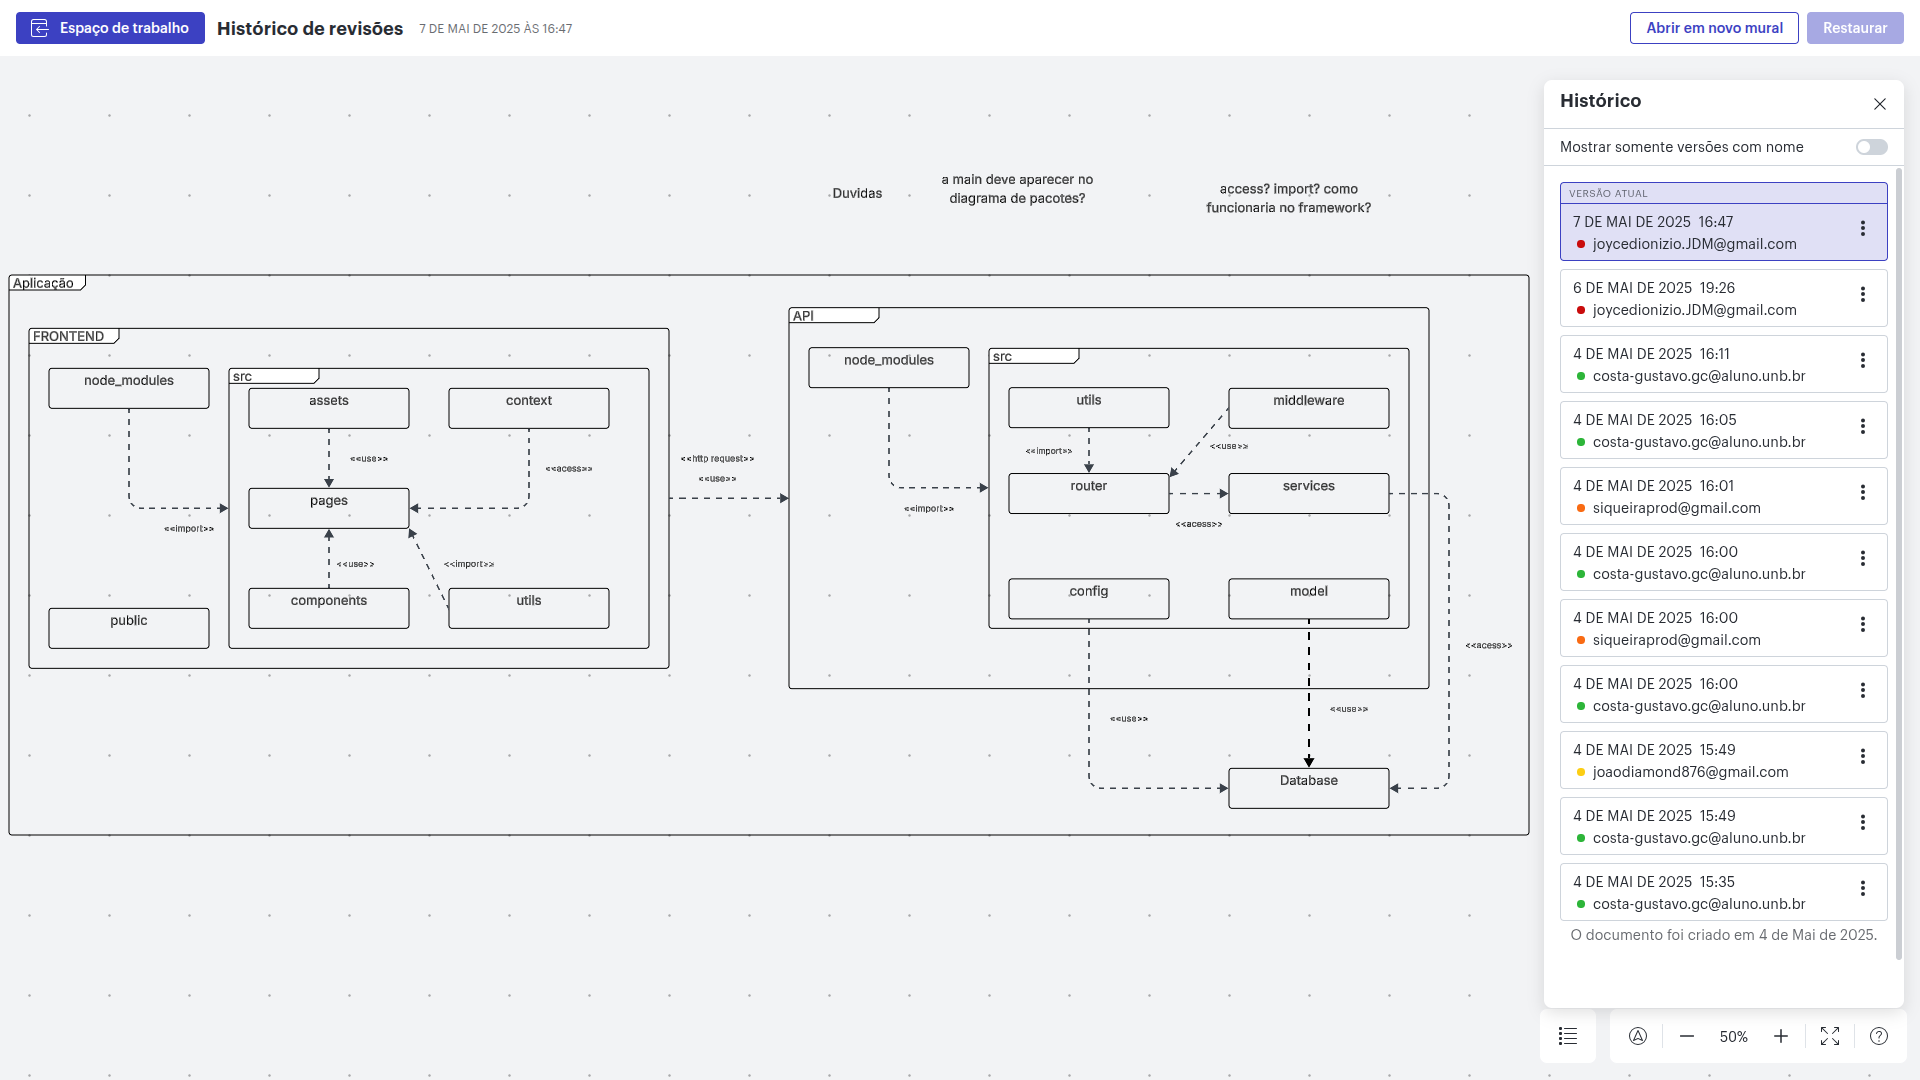 Espaço de trabalho
Histórico de revisões
7 DE MAI DE 2025 ÀS 16:47
Abrir em novo mural
Restaurar
Duvidas
a main deve aparecer no
diagrama de pacotes?
access? import? como
funcionaria no framework?
Aplicação
FRONTEND
node_modules
src
assets
context
<<use>>
<<acess>>
pages
<<import>>
<<use>>
<<import>>
components
utils
public
<<http request>>
<<use>>
API
node_modules
src
utils
middleware
<<import>>
<<use>>
router
services
<<import>>
<<acess>>
config
model
<<acess>>
<<use>>
<<use>>
Database
Histórico
Mostrar somente versões com nome
VERSÃO ATUAL
7 DE MAI DE 2025 16:47
joycedionizio.JDM@gmail.com
6 DE MAI DE 2025 19:26
joycedionizio.JDM@gmail.com
4 DE MAI DE 2025 16:11
costa-gustavo.gc@aluno.unb.br
4 DE MAI DE 2025 16:05
costa-gustavo.gc@aluno.unb.br
4 DE MAI DE 2025 16:01
siqueiraprod@gmail.com
4 DE MAI DE 2025 16:00
costa-gustavo.gc@aluno.unb.br
4 DE MAI DE 2025 16:00
siqueiraprod@gmail.com
4 DE MAI DE 2025 16:00
costa-gustavo.gc@aluno.unb.br
4 DE MAI DE 2025 15:49
joaodiamond876@gmail.com
4 DE MAI DE 2025 15:49
costa-gustavo.gc@aluno.unb.br
4 DE MAI DE 2025 15:35
costa-gustavo.gc@aluno.unb.br
O documento foi criado em 4 de Mai de 2025.
50%